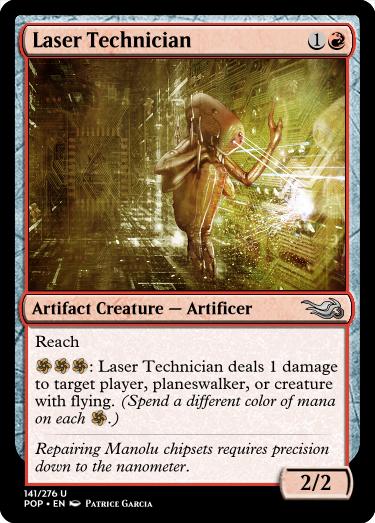 Laser Technician 1
Artifact Creature — Artificer
Reach
: Laser Technician deals 1 damage
to target player, planeswalker, or creature
with flying. (Spend a different color of mana
on each .)
Repairing Manolu chipsets requires precision
down to the nanometer.
2/2
141/276 U
POP • EN Patrice Garcia